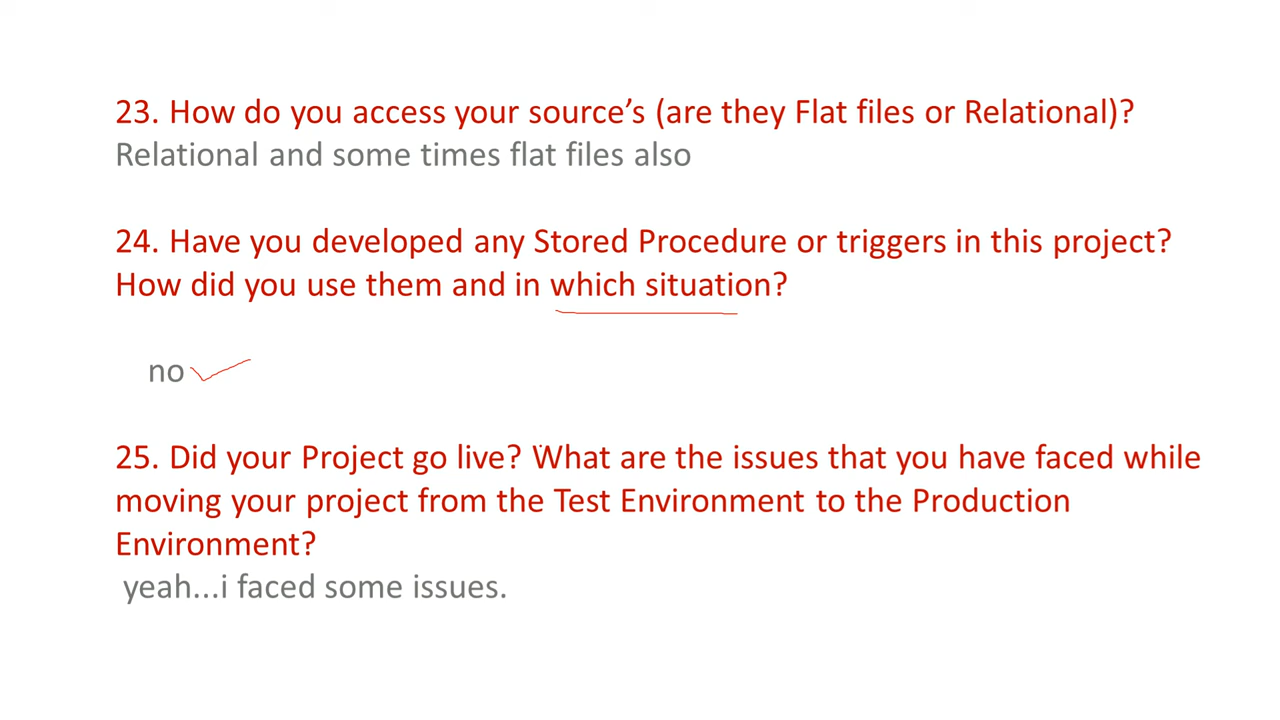 23. How do you access your source’s (are they Flat files or Relational)?
Relational and some times flat files also
24. Have you developed any Stored Procedure or triggers in this project?
How did you use them and in which situation?
no
25. Did your Project go live? What are the issues that you have faced while
moving your project from the Test Environment to the Production
Environment?
yeah...i faced some issues.